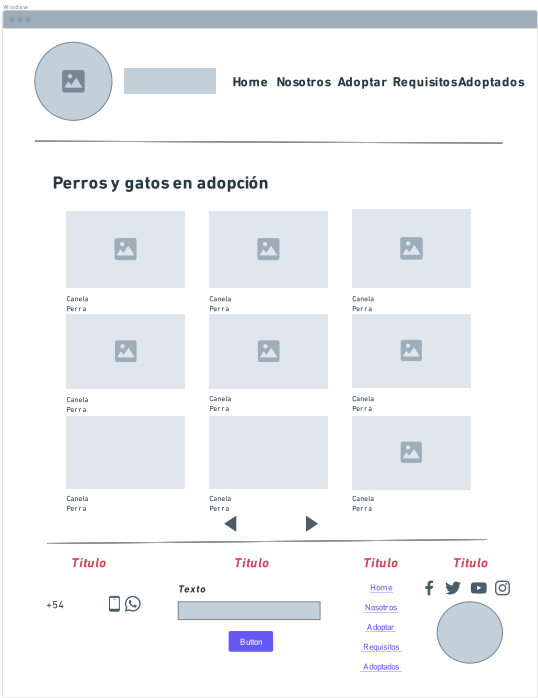 Window
Home Nosotros Adoptar Requisitos Adoptados
Perros y gatos en adopción
Canela
Perra
Canela
Perra
Canela
Perra
Canela
Perra
Canela
Perra
Canela
Perra
Canela
Perra
Canela
Perra
Canela
Perra
Titulo
+54
Titulo
Texto
Button
Titulo
Home
Nosotros
Adoptar
Requisitos
Adoptados
Titulo